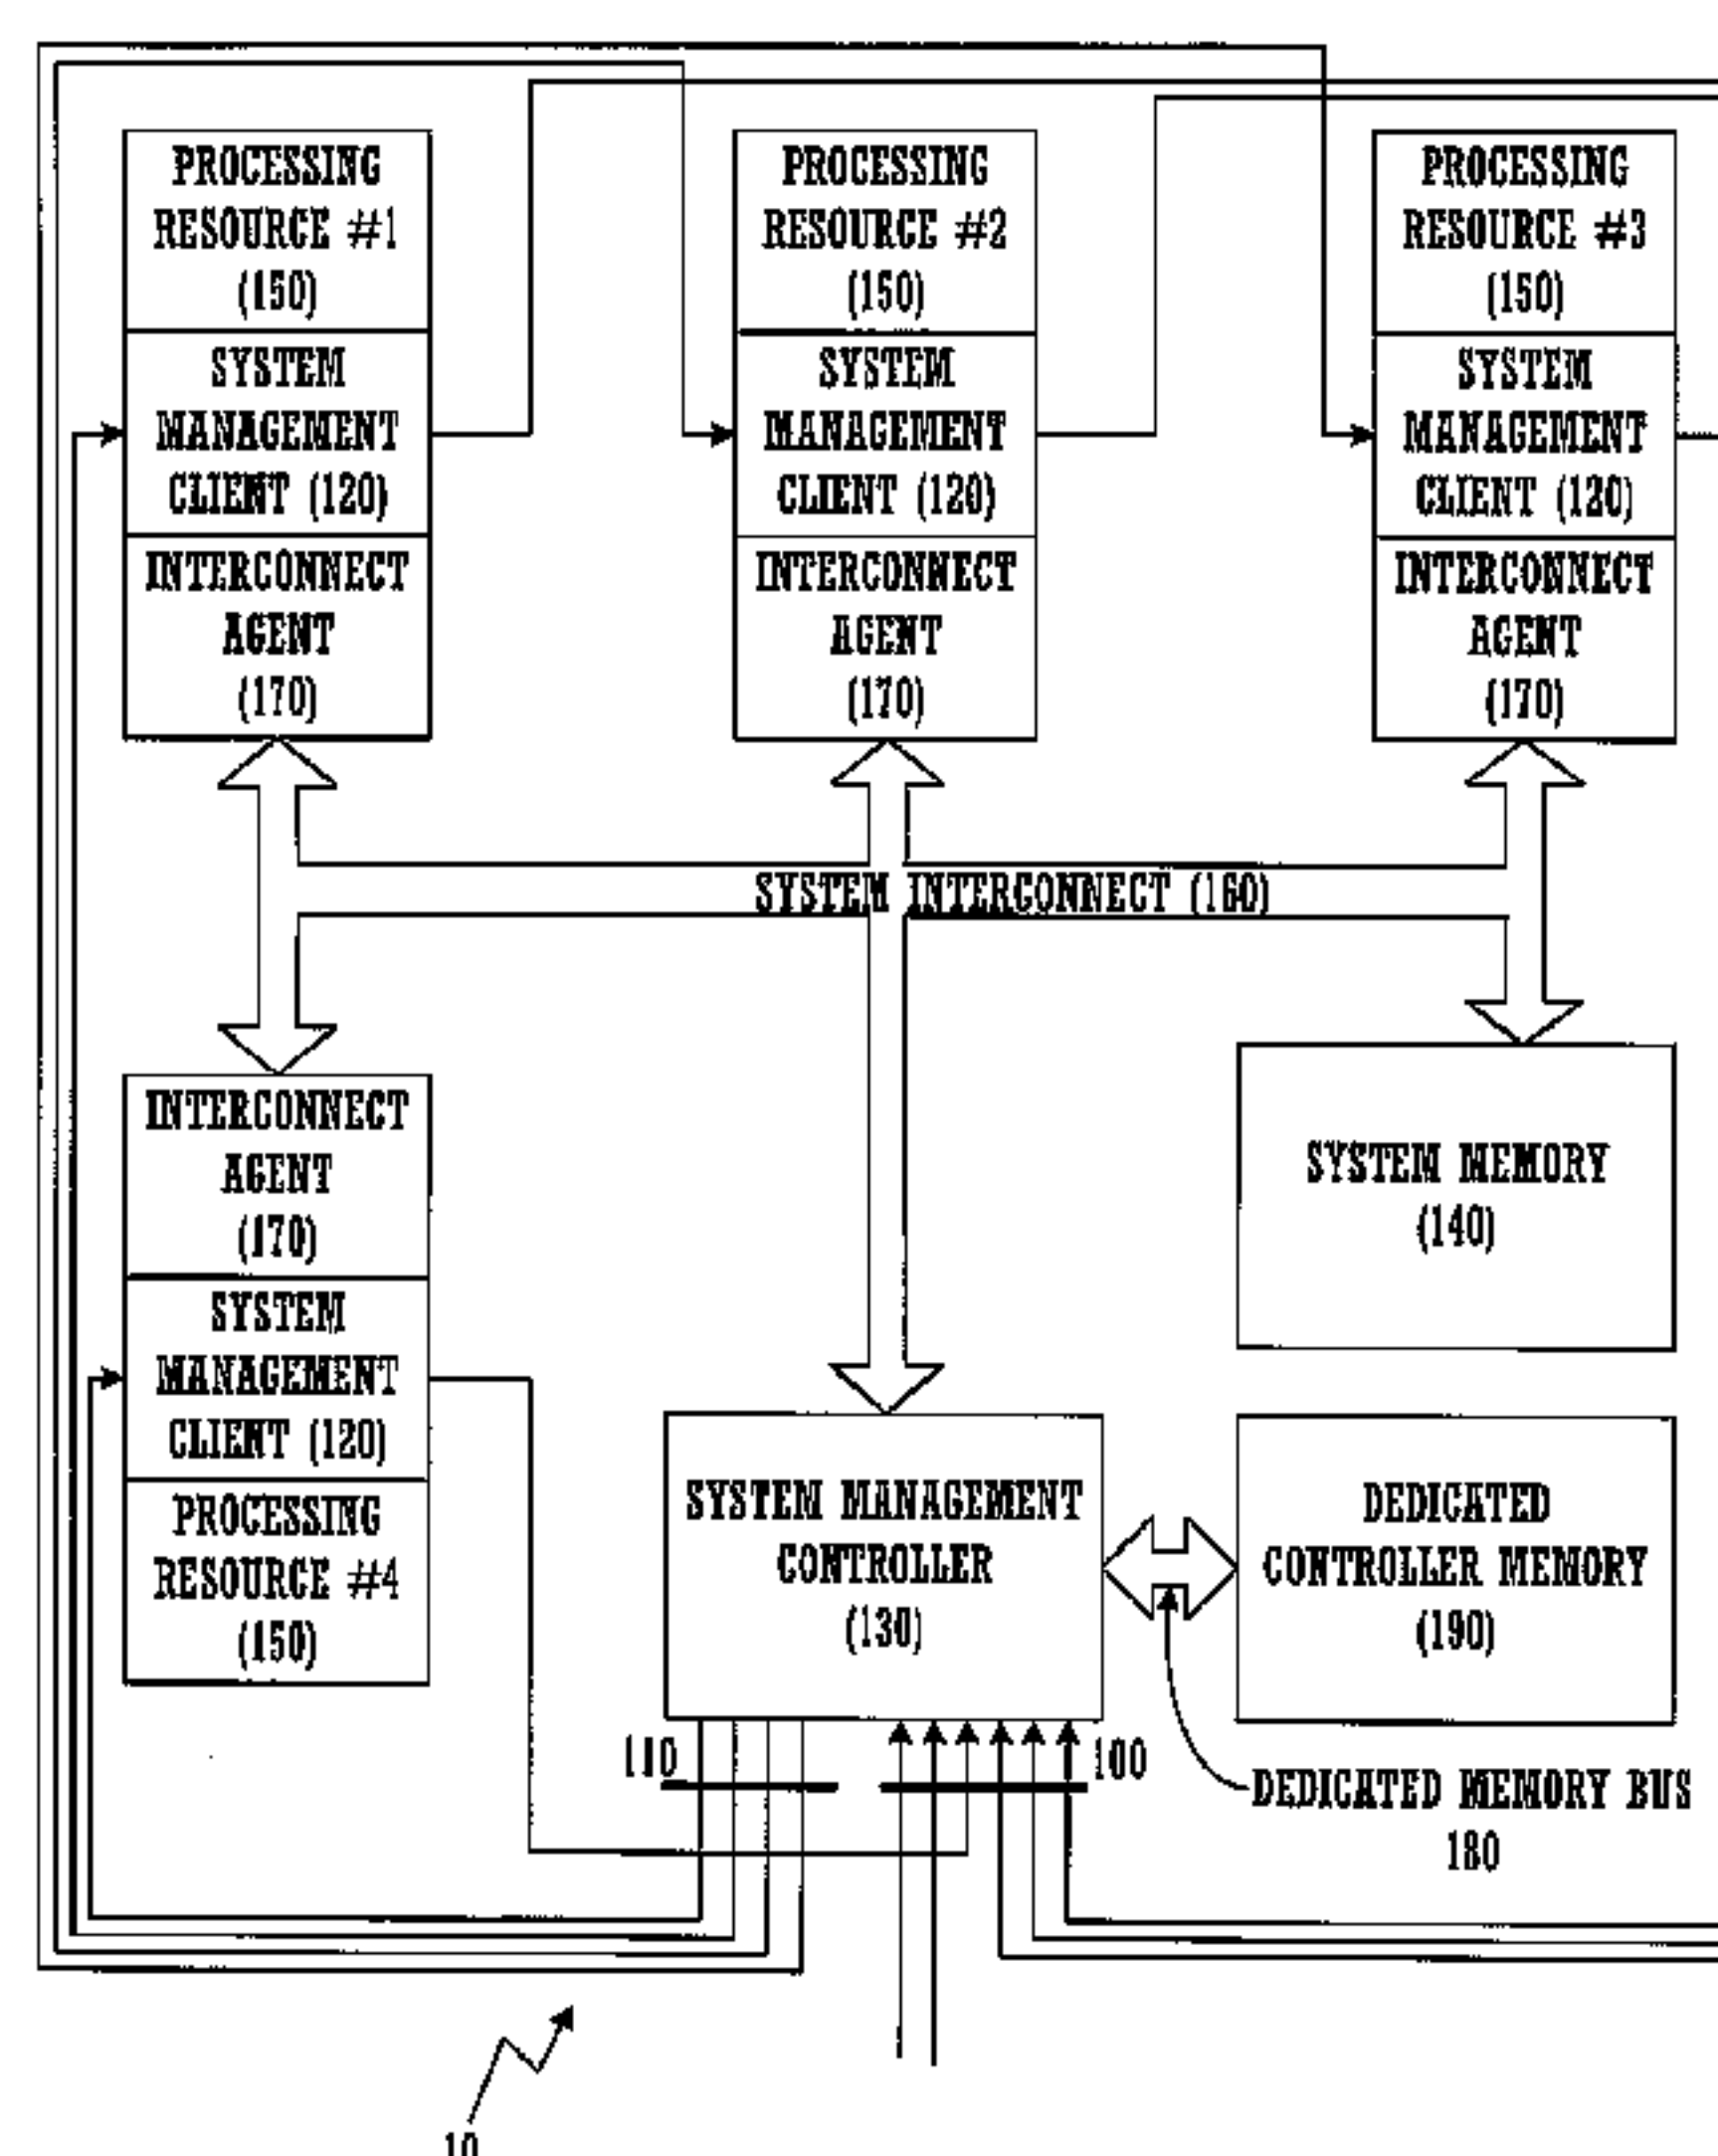 PROCESSING
RESOURCE #1
(150)
SYSTEM
MANAGEMENT
CLIENT (120)
INTERCONNECT
AGENT
(170)
PROCESSING
RESOURCE #2
(150)
SYSTEM
MANAGEMENT
CLIENT (120)
INTERCONNECT
AGENT
(170)
PROCESSING
RESOURCE #3
(150)
SYSTEM
MANAGEMENT
CLIENT (120)
INTERCONNECT
AGENT
(170)
SYSTEM INTERCONNECT (160)
INTERCONNECT
AGENT
(170)
SYSTEM
MANAGEMENT
CLIENT (120)
PROCESSING
RESOURCE #4
(150)
SYSTEM MEMORY
(140)
SYSTEM MANAGEMENT
CONTROLLER
(130)
DEDICATED
CONTROLLER MEMORY
(190)
110
100
DEDICATED MEMORY BUS
180
10